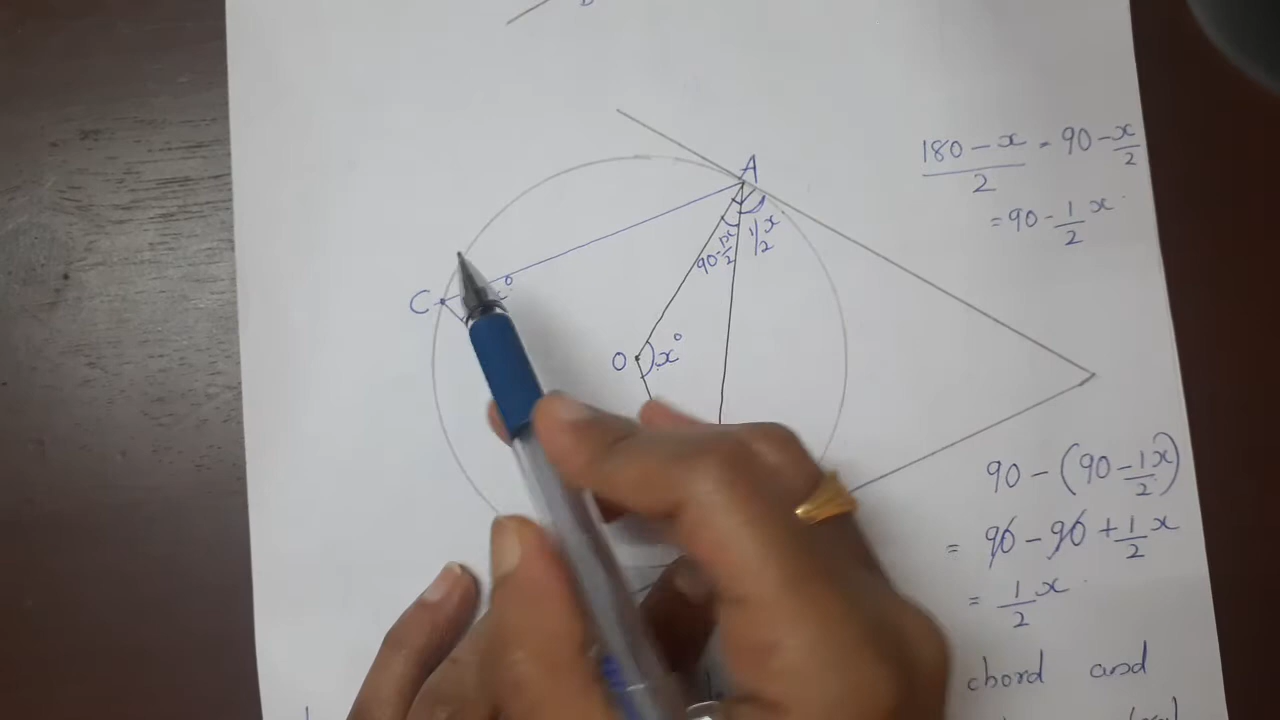 A
180 - x / 2 = 90 - x/2
= 90 - 1/2 x
90 - 1/2 x
1/2 x
C
O
x°
90 - (90 - 1/2 x)
= 90 - 90 + 1/2 x
= 1/2 x
chord and